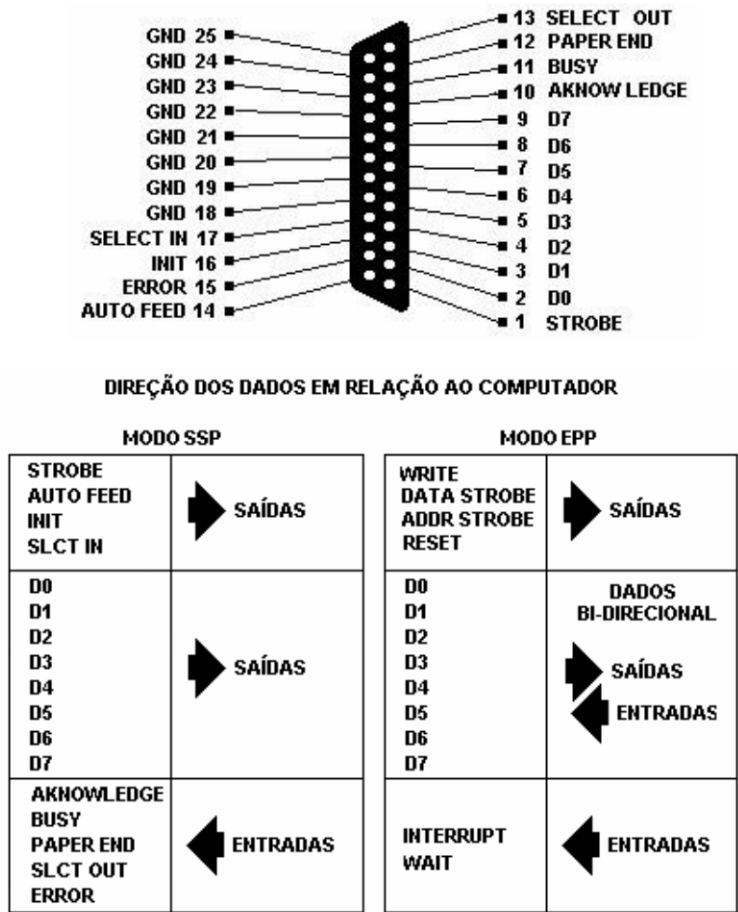 GND 25
GND 24
GND 23
GND 22
GND 21
GND 20
GND 19
GND 18
SELECT IN 17
INIT 16
ERROR 15
AUTO FEED 14
13 SELECT OUT
12 PAPER END
11 BUSY
10 AKNOW LEDGE
9 D7
8 D6
7 D5
6 D4
5 D3
4 D2
3 D1
2 D0
1 STROBE
DIREÇÃO DOS DADOS EM RELAÇÃO AO COMPUTADOR
MODO SSP
STROBE
AUTO FEED
INIT
SLCT IN
SAÍDAS
D0
D1
D2
D3
D4
D5
D6
D7
SAÍDAS
AKNOWLEDGE
BUSY
PAPER END
SLCT OUT
ERROR
ENTRADAS
MODO EPP
WRITE
DATA STROBE
ADDR STROBE
RESET
SAÍDAS
D0
D1
D2
D3
D4
D5
D6
D7
DADOS
BI-DIRECIONAL
SAÍDAS
ENTRADAS
INTERRUPT
WAIT
ENTRADAS